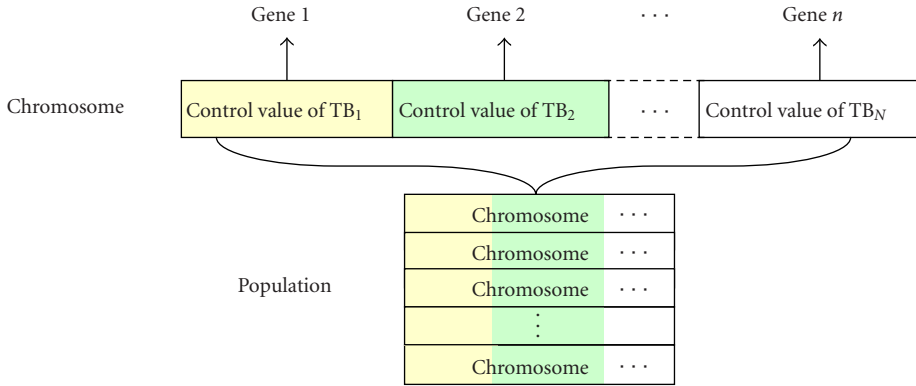 Gene 1 Gene 2 · · · Gene n
Chromosome Control value of TB₁ Control value of TB₂ · · · Control value of TB_N
Chromosome · · ·
Chromosome · · ·
Population Chromosome · · ·
⋮
Chromosome · · ·